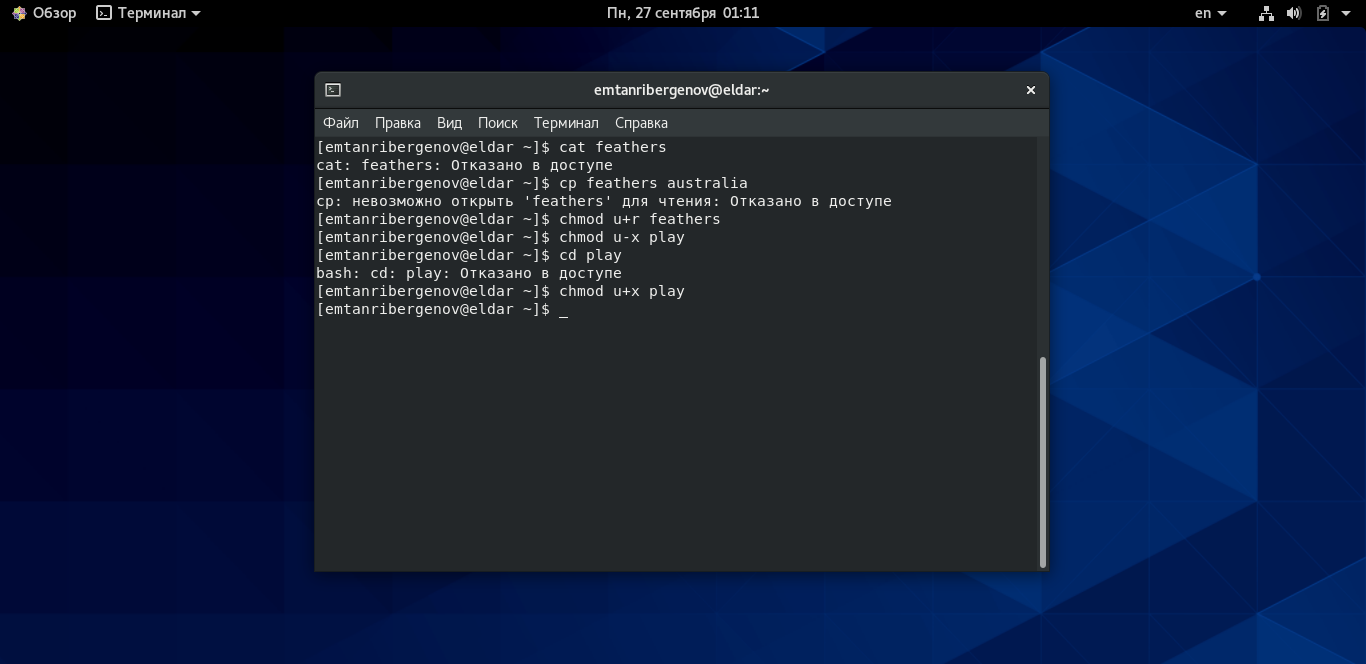 Обзор Терминал Пн, 27 сентября 01:11 en
emtanribergenov@eldar:~
Файл Правка Вид Поиск Терминал Справка
[emtanribergenov@eldar ~]$ cat feathers
cat: feathers: Отказано в доступе
[emtanribergenov@eldar ~]$ cp feathers australia
cp: невозможно открыть 'feathers' для чтения: Отказано в доступе
[emtanribergenov@eldar ~]$ chmod u+r feathers
[emtanribergenov@eldar ~]$ chmod u-x play
[emtanribergenov@eldar ~]$ cd play
bash: cd: play: Отказано в доступе
[emtanribergenov@eldar ~]$ chmod u+x play
[emtanribergenov@eldar ~]$ _